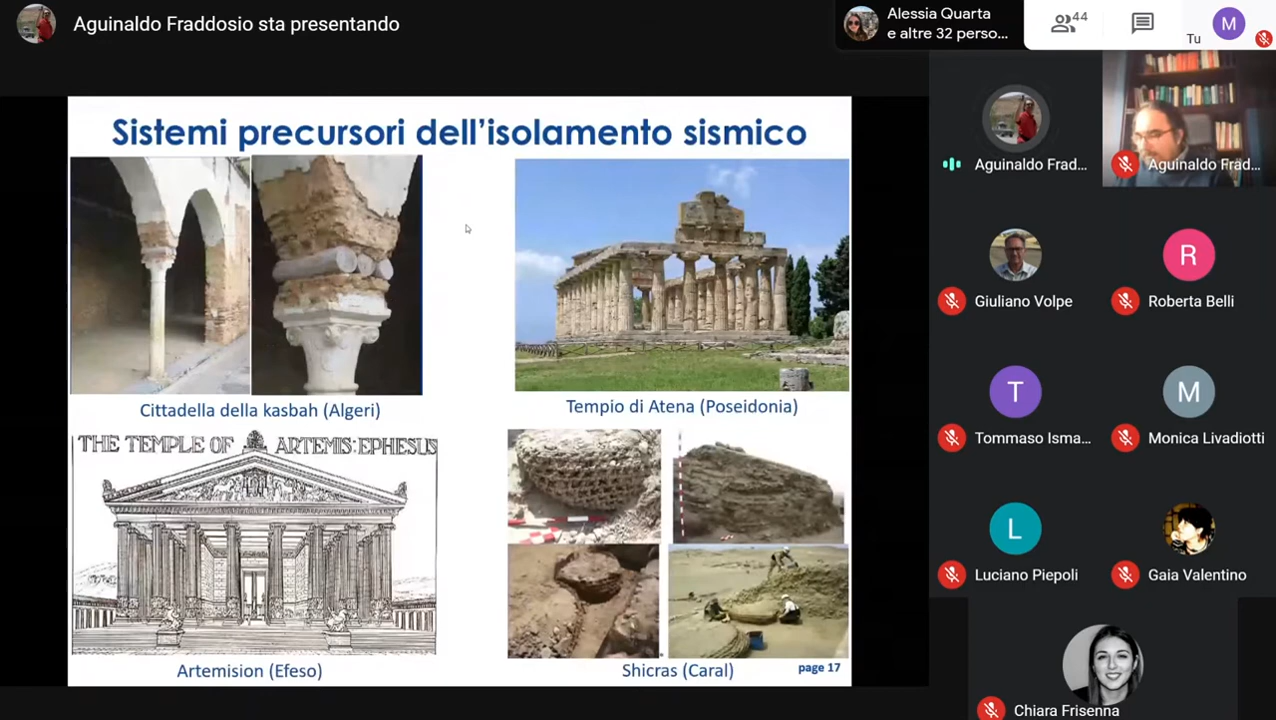 Aguinaldo Fraddosio sta presentando
Alessia Quarta
e altre 32 perso...
44
Tu
M
Sistemi precursori dell'isolamento sismico
Cittadella della kasbah (Algeri)
Tempio di Atena (Poseidonia)
THE TEMPLE OF ARTEMIS: EPHESUS
Artemision (Efeso)
Shicras (Caral)
page 17
Aguinaldo Frad...
Aguinaldo Frad...
Giuliano Volpe
R
Roberta Belli
T
Tommaso Isma...
M
Monica Livadiotti
L
Luciano Piepoli
Gaia Valentino
Chiara Frisenna